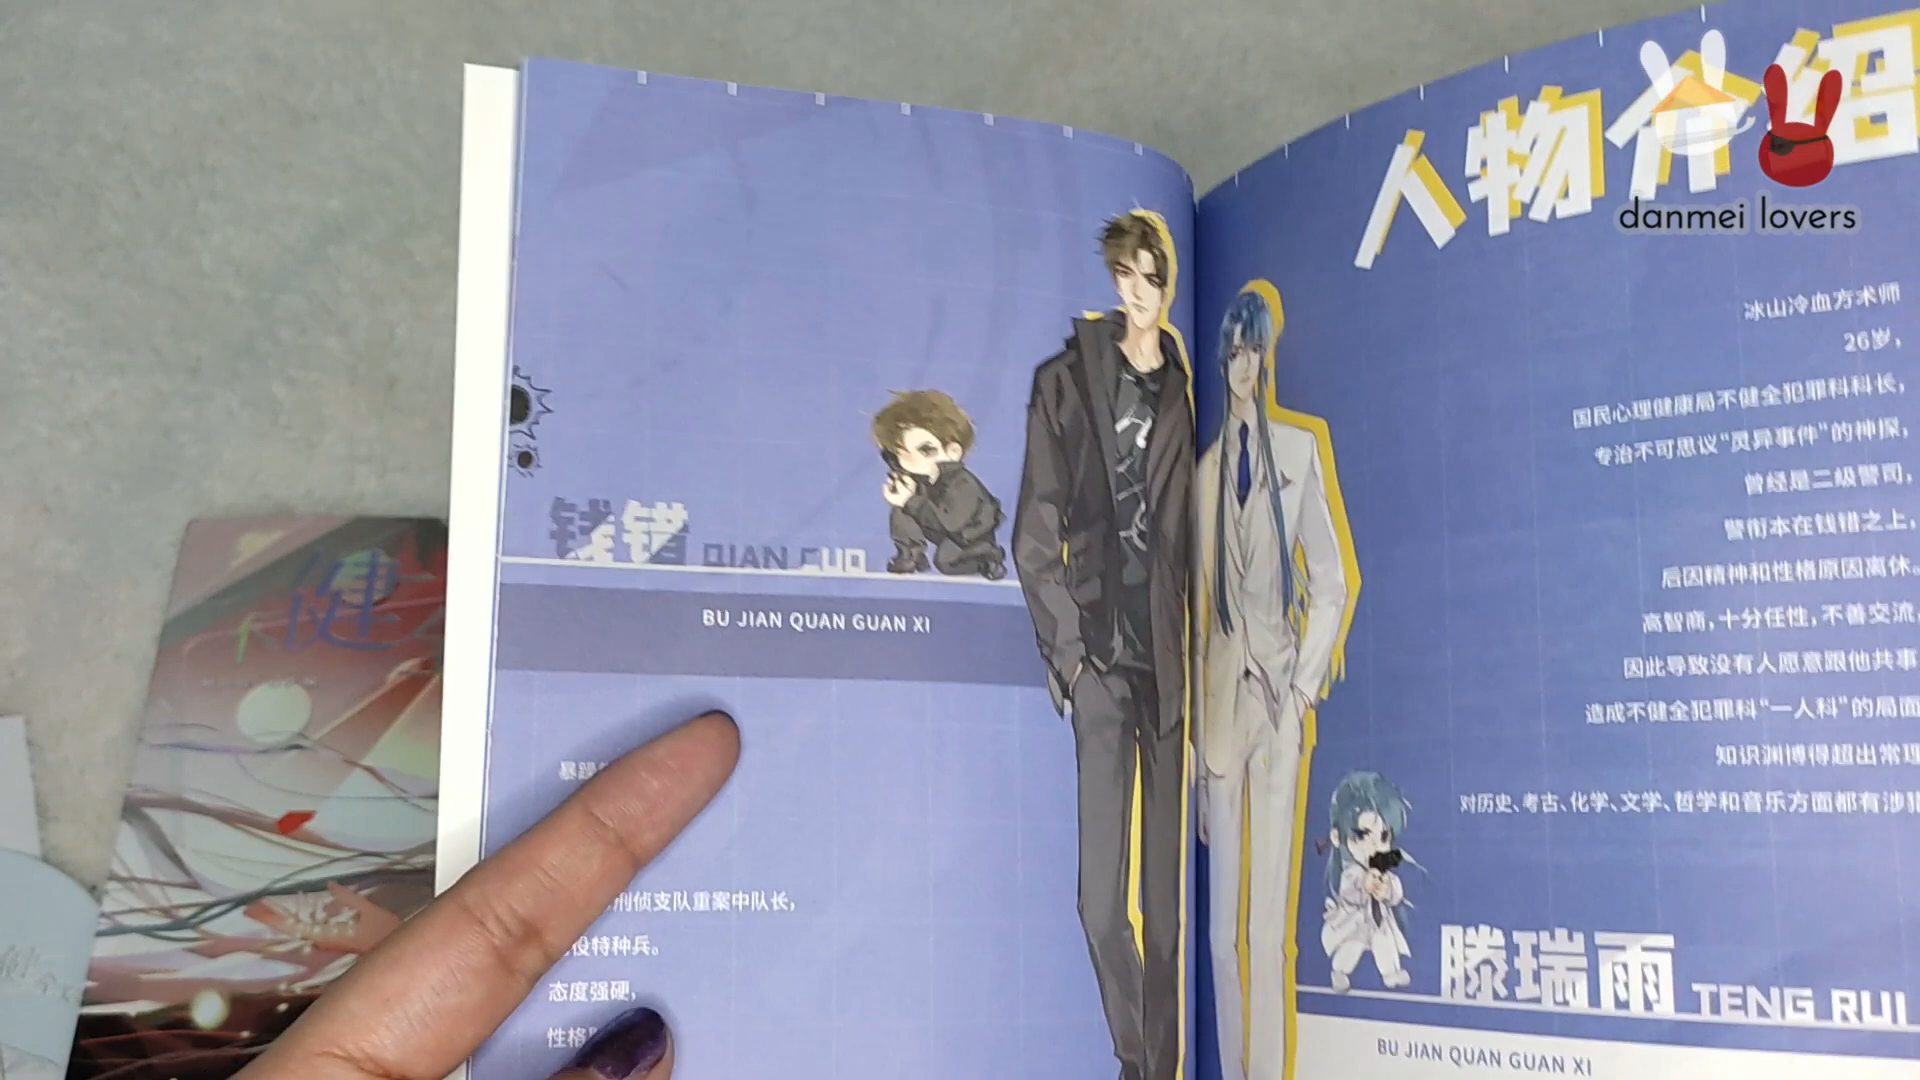 钱错 QIAN CUO
BU JIAN QUAN GUAN XI
暴躁
刑侦支队重案中队长，
役特种兵。
态度强硬，
性格
人物介绍
danmei lovers
冰山冷血方术师
26岁，
国民心理健康局不健全犯罪科科长，
专治不可思议“灵异事件”的神探，
曾经是二级警司，
警衔本在钱错之上，
后因精神和性格原因离休。
高智商，十分任性，不善交流，
因此导致没有人愿意跟他共事
造成不健全犯罪科“一人科”的局面
知识渊博得超出常理
对历史、考古、化学、文学、哲学和音乐方面都有涉猎
滕瑞雨 TENG RUI
BU JIAN QUAN GUAN XI
健